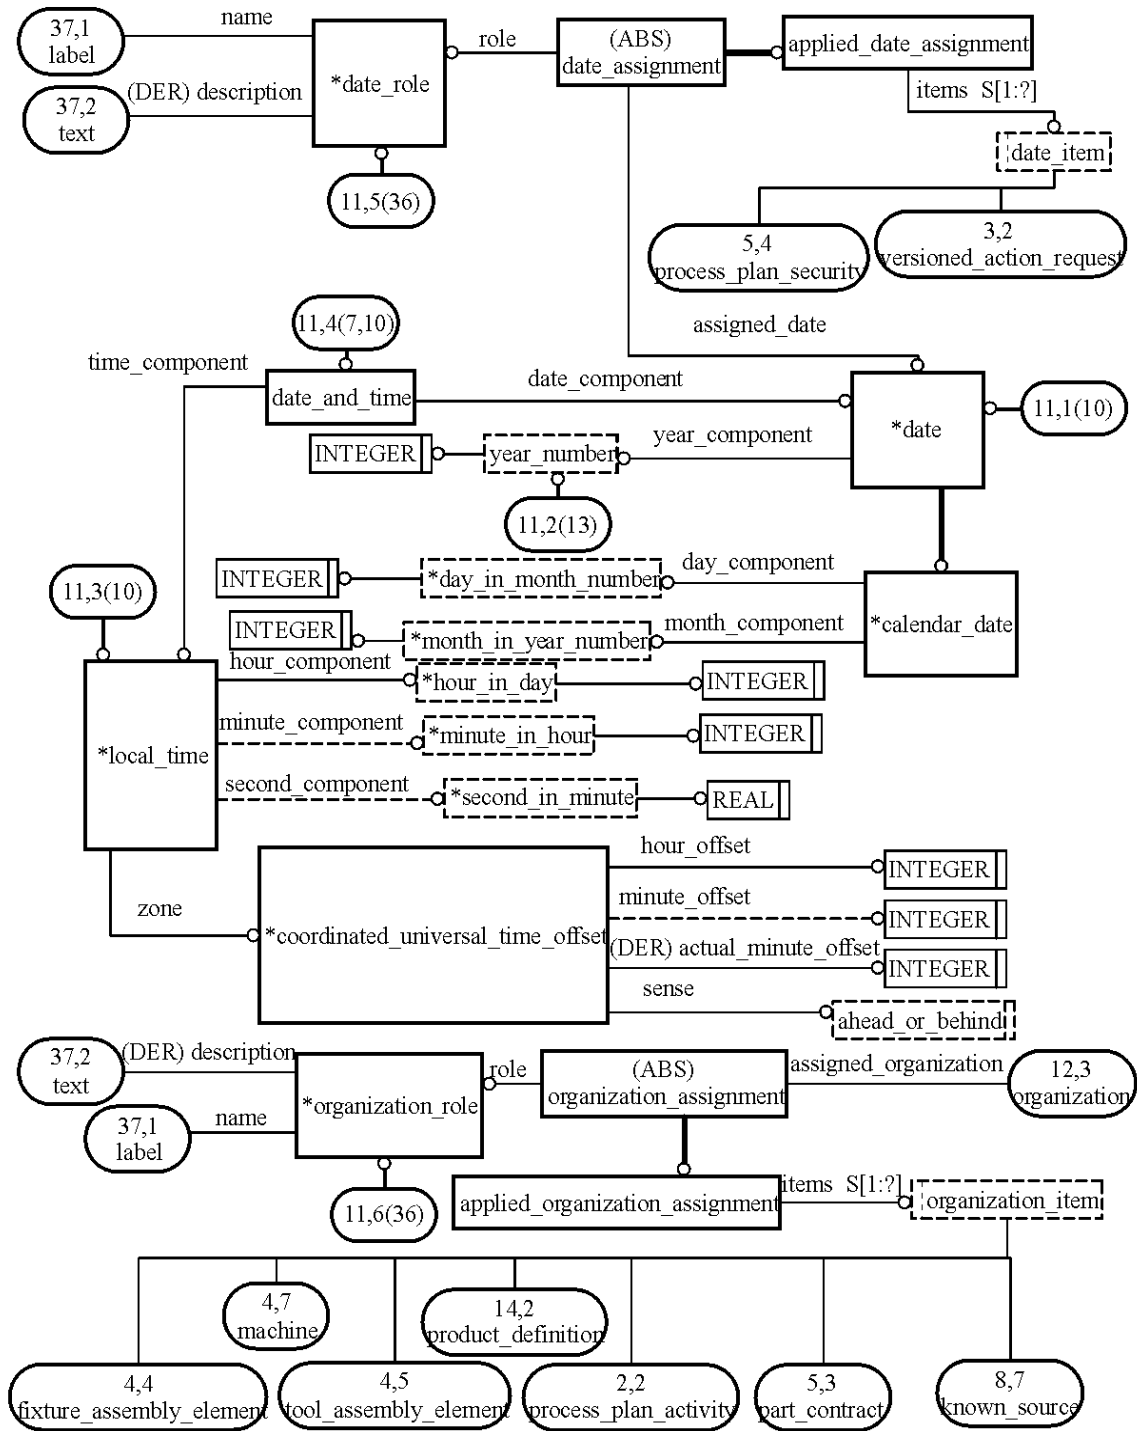 37,1
label
name
role
(ABS)
date_assignment
applied_date_assignment
*date_role
(DER) description
37,2
text
items S[1:?]
date_item
11,5(36)
5,4
process_plan_security
3,2
versioned_action_request
11,4(7,10)
assigned_date
time_component
date_and_time
date_component
*date
11,1(10)
INTEGER
year_number
year_component
11,2(13)
INTEGER
*day_in_month_number
day_component
11,3(10)
INTEGER
*month_in_year_number
month_component
*calendar_date
hour_component
*hour_in_day
INTEGER
*local_time
minute_component
*minute_in_hour
INTEGER
second_component
*second_in_minute
REAL
zone
*coordinated_universal_time_offset
hour_offset
INTEGER
minute_offset
INTEGER
(DER) actual_minute_offset
INTEGER
sense
ahead_or_behind
37,2
text
(DER) description
*organization_role
role
(ABS)
organization_assignment
assigned_organization
12,3
organization
37,1
label
name
11,6(36)
applied_organization_assignment
items S[1:?]
organization_item
4,7
machine
14,2
product_definition
4,4
fixture_assembly_element
4,5
tool_assembly_element
2,2
process_plan_activity
5,3
part_contract
8,7
known_source